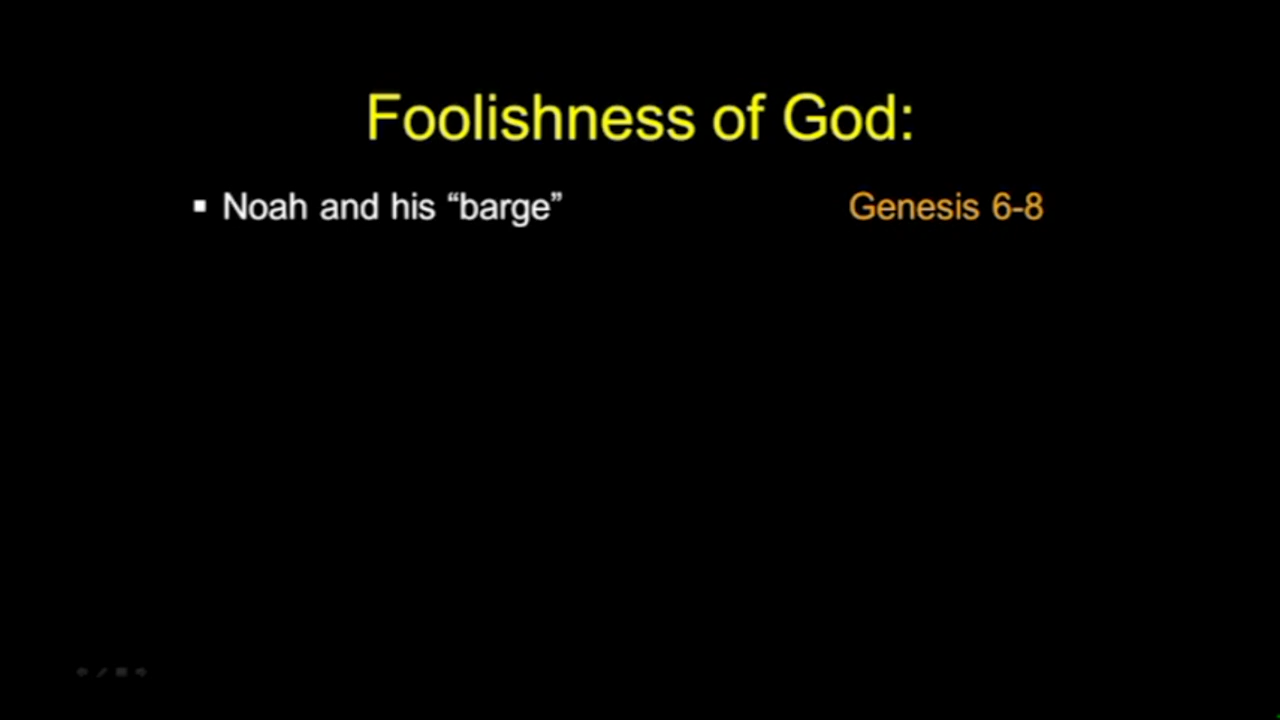 Foolishness of God:
▪ Noah and his “barge” Genesis 6-8